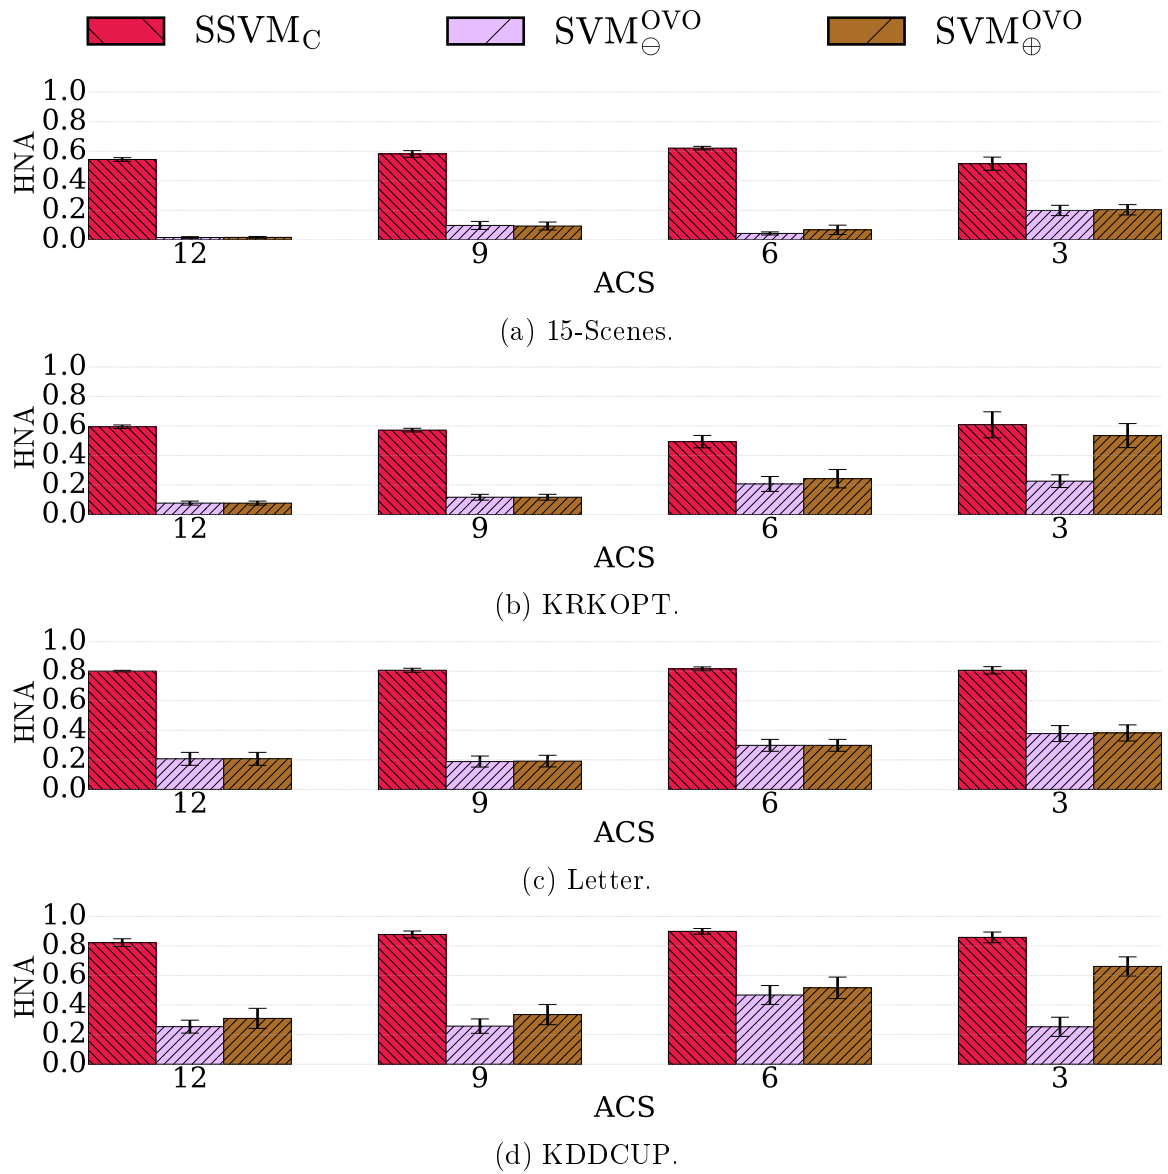 SSVM_C SVM_⊖^OVO SVM_⊕^OVO
1.0
0.8
0.6
0.4
0.2
0.0
HNA
12 9 6 3
ACS
(a) 15-Scenes.
1.0
0.8
0.6
0.4
0.2
0.0
HNA
12 9 6 3
ACS
(b) KRKOPT.
1.0
0.8
0.6
0.4
0.2
0.0
HNA
12 9 6 3
ACS
(c) Letter.
1.0
0.8
0.6
0.4
0.2
0.0
HNA
12 9 6 3
ACS
(d) KDDCUP.